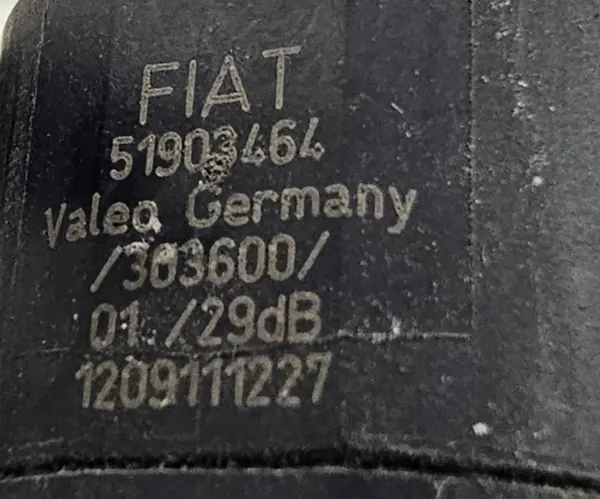 FIAT
51903464
Valeo Germany
/303600/
01 /29dB
1209111227